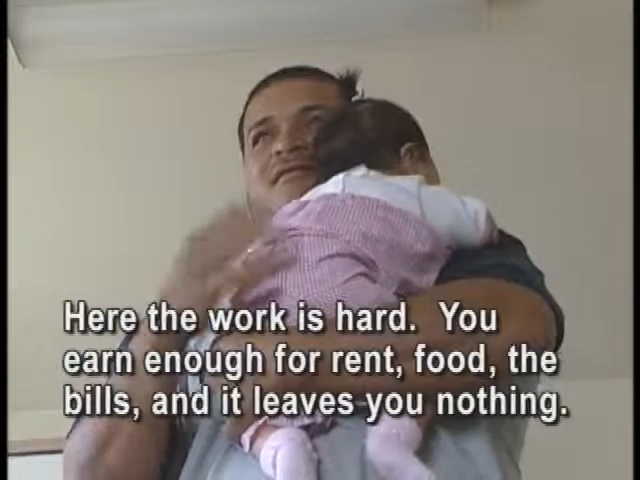 Here the work is hard.  You
earn enough for rent, food, the
bills, and it leaves you nothing.